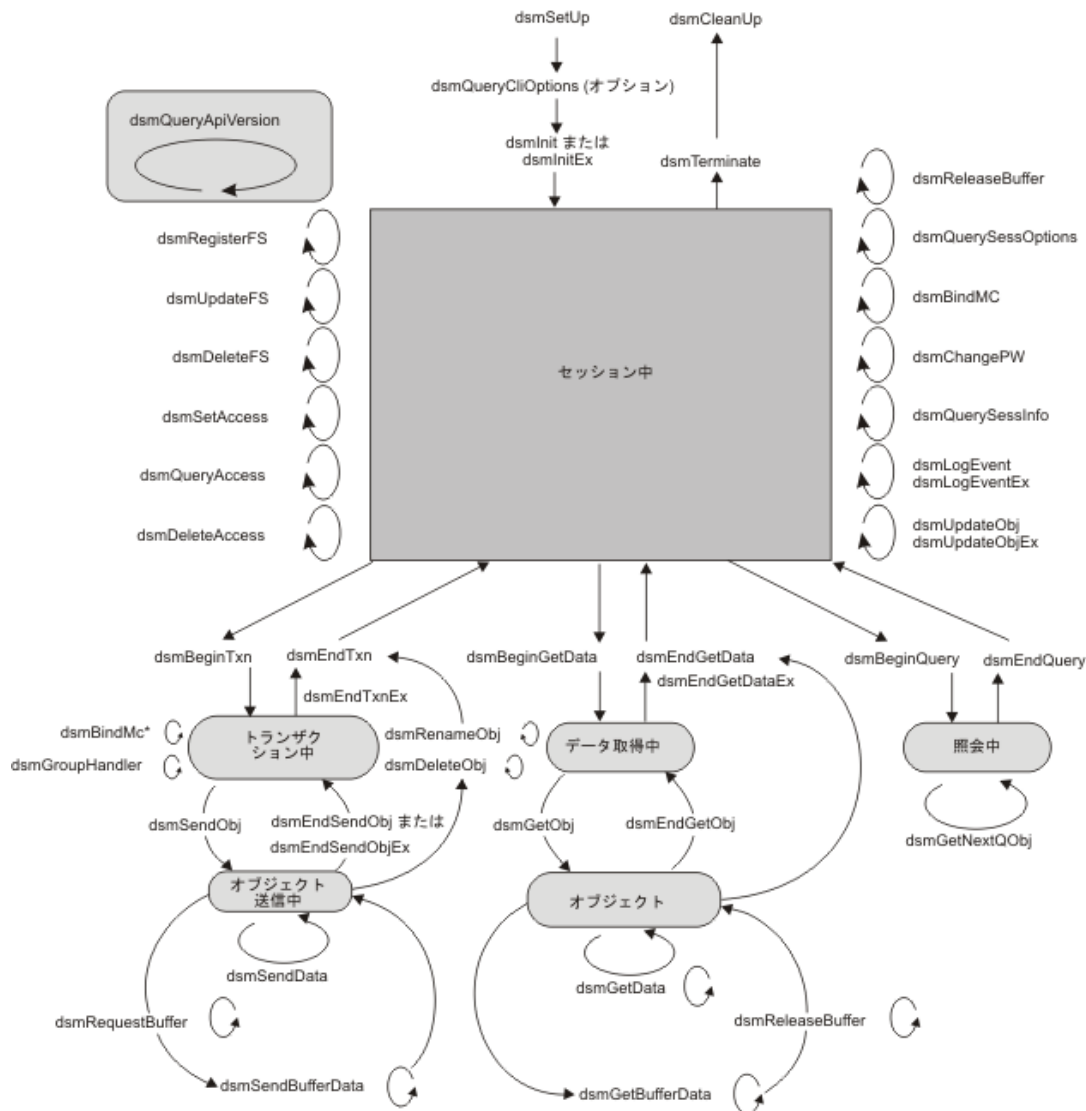 dsmSetUp
dsmCleanUp
dsmQueryCliOptions (オプション)
dsmQueryApiVersion
dsmInit または
dsmInitEx
dsmTerminate
dsmReleaseBuffer
dsmRegisterFS
dsmQuerySessOptions
dsmUpdateFS
dsmBindMC
dsmDeleteFS
dsmChangePW
セッション中
dsmSetAccess
dsmQuerySessInfo
dsmQueryAccess
dsmLogEvent
dsmLogEventEx
dsmDeleteAccess
dsmUpdateObj
dsmUpdateObjEx
dsmBeginTxn
dsmEndTxn
dsmBeginGetData
dsmEndGetData
dsmBeginQuery
dsmEndQuery
dsmEndTxnEx
dsmEndGetDataEx
dsmBindMc*
トランザク
ション中
dsmRenameObj
データ取得中
照会中
dsmGroupHandler
dsmDeleteObj
dsmSendObj
dsmEndSendObj または
dsmEndSendObjEx
dsmGetObj
dsmEndGetObj
dsmGetNextQObj
オブジェクト
送信中
オブジェクト
dsmSendData
dsmGetData
dsmRequestBuffer
dsmReleaseBuffer
dsmSendBufferData
dsmGetBufferData